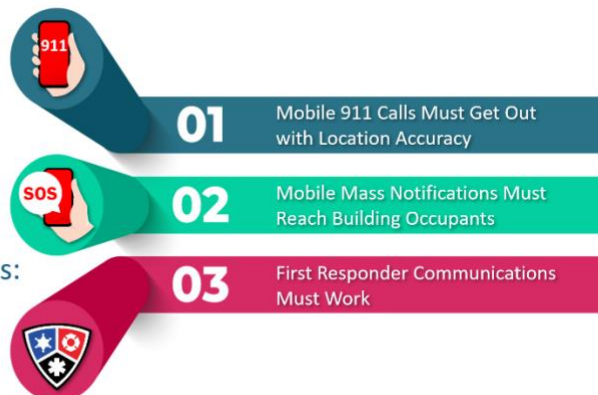 911
01
Mobile 911 Calls Must Get Out
with Location Accuracy
SOS
02
Mobile Mass Notifications Must
Reach Building Occupants
s:
03
First Responder Communications
Must Work